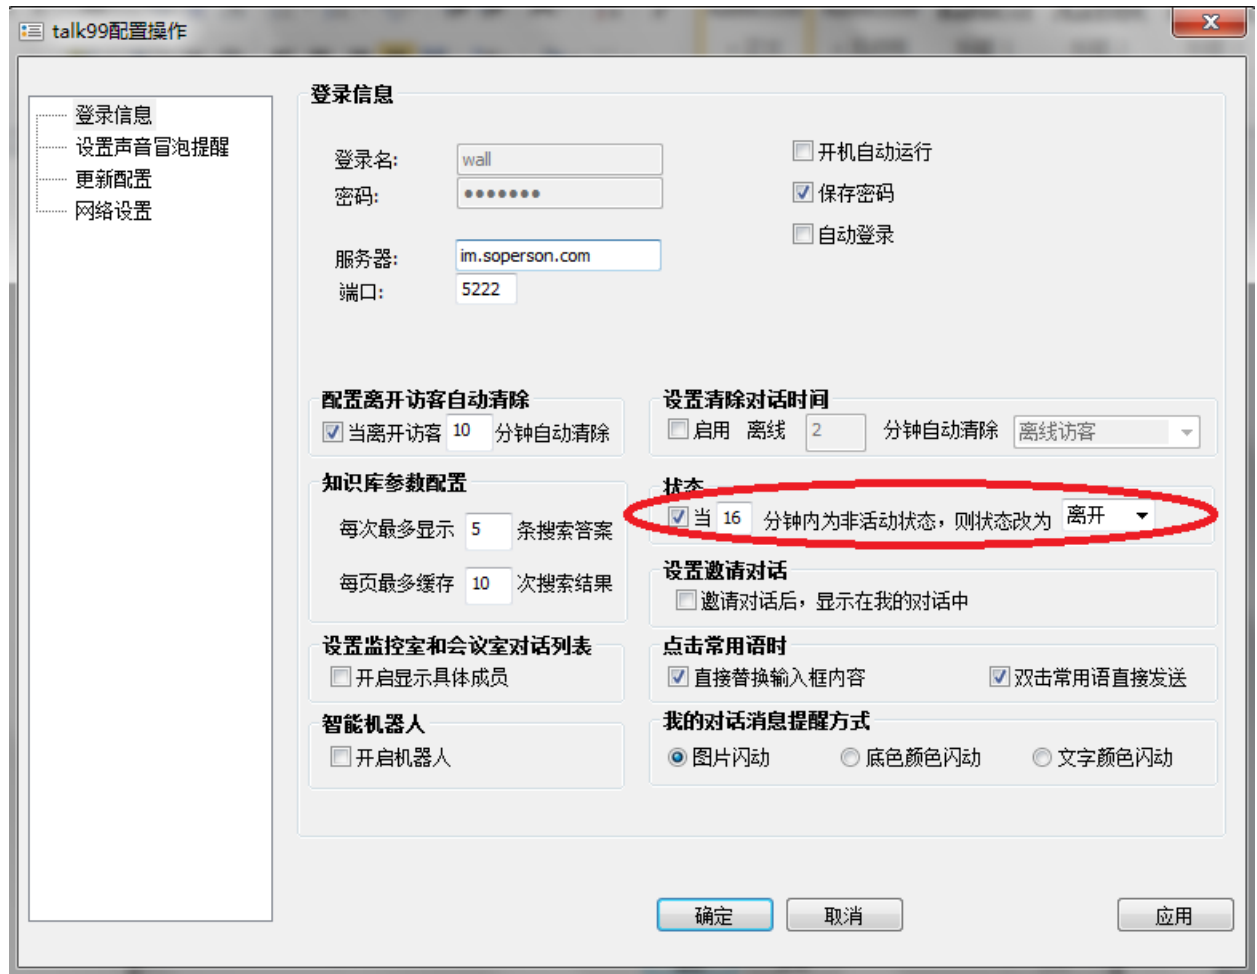 talk99配置操作
登录信息
设置声音冒泡提醒
更新配置
网络设置
登录信息
登录名: wall
密码: •••••••
服务器: im.soperson.com
端口: 5222
开机自动运行
保存密码
自动登录
配置离开访客自动清除
当离开访客 10 分钟自动清除
设置清除对话时间
启用 离线 2 分钟自动清除 离线访客
知识库参数配置
每次最多显示 5 条搜索答案
每页最多缓存 10 次搜索结果
状态
当 16 分钟内为非活动状态，则状态改为 离开
设置邀请对话
邀请对话后，显示在我的对话中
设置监控室和会议室对话列表
开启显示具体成员
点击常用语时
直接替换输入框内容 双击常用语直接发送
智能机器人
开启机器人
我的对话消息提醒方式
图片闪动 底色颜色闪动 文字颜色闪动
确定 取消 应用